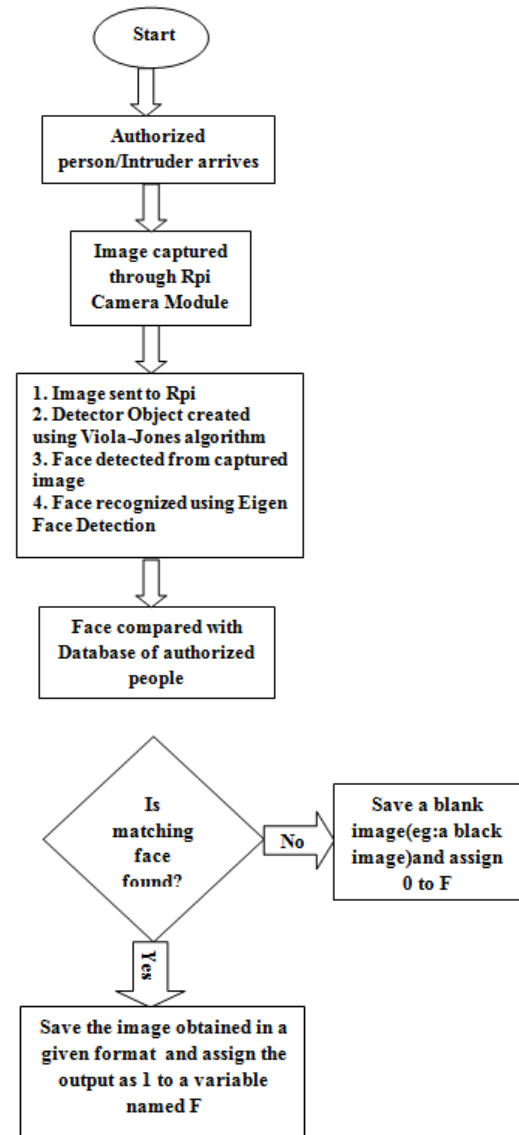 Start
Authorized
person/Intruder arrives
Image captured
through Rpi
Camera Module
1. Image sent to Rpi
2. Detector Object created
using Viola-Jones algorithm
3. Face detected from captured
image
4. Face recognized using Eigen
Face Detection
Face compared with
Database of authorized
people
Is
matching
face
found?
No
Save a blank
image(eg:a black
image)and assign
0 to F
Yes
Save the image obtained in a
given format and assign the
output as 1 to a variable
named F